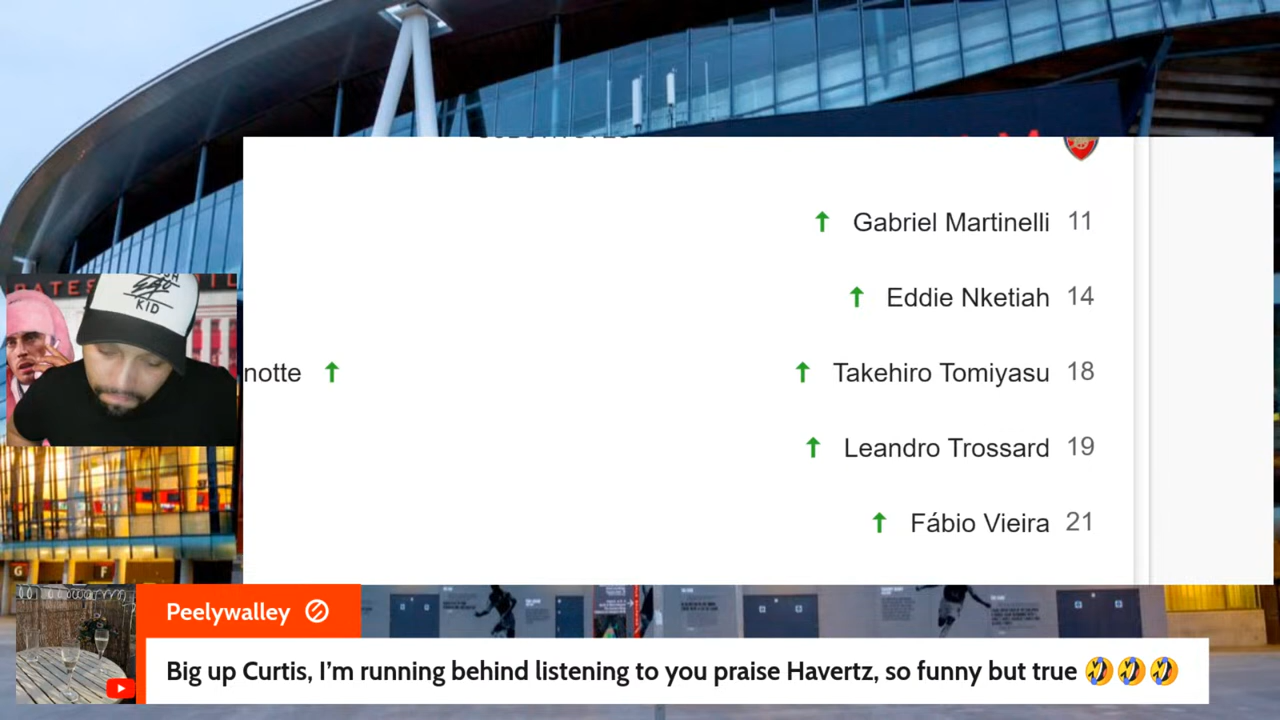 Gabriel Martinelli 11
Eddie Nketiah 14
notte
Takehiro Tomiyasu 18
Leandro Trossard 19
Fábio Vieira 21
KID
G
F
Peelywalley
Big up Curtis, I’m running behind listening to you praise Havertz, so funny but true 🤣🤣🤣